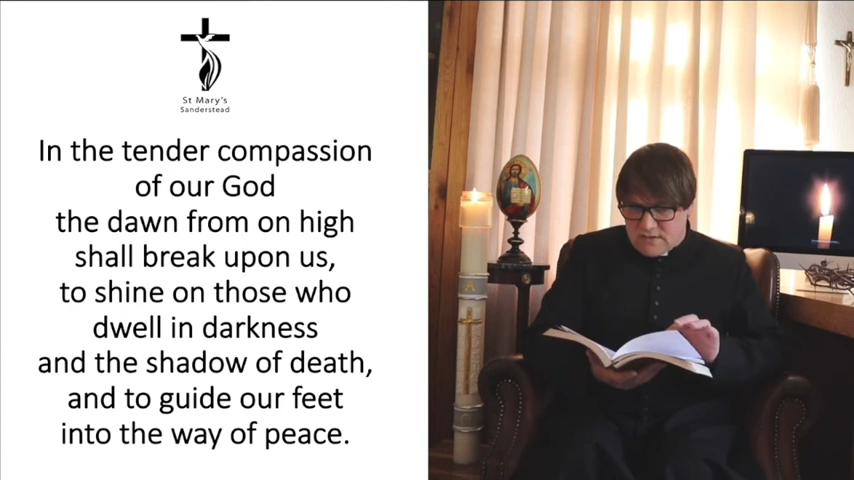 St Mary's
Sanderstead
In the tender compassion
of our God
the dawn from on high
shall break upon us,
to shine on those who
dwell in darkness
and the shadow of death,
and to guide our feet
into the way of peace.
A